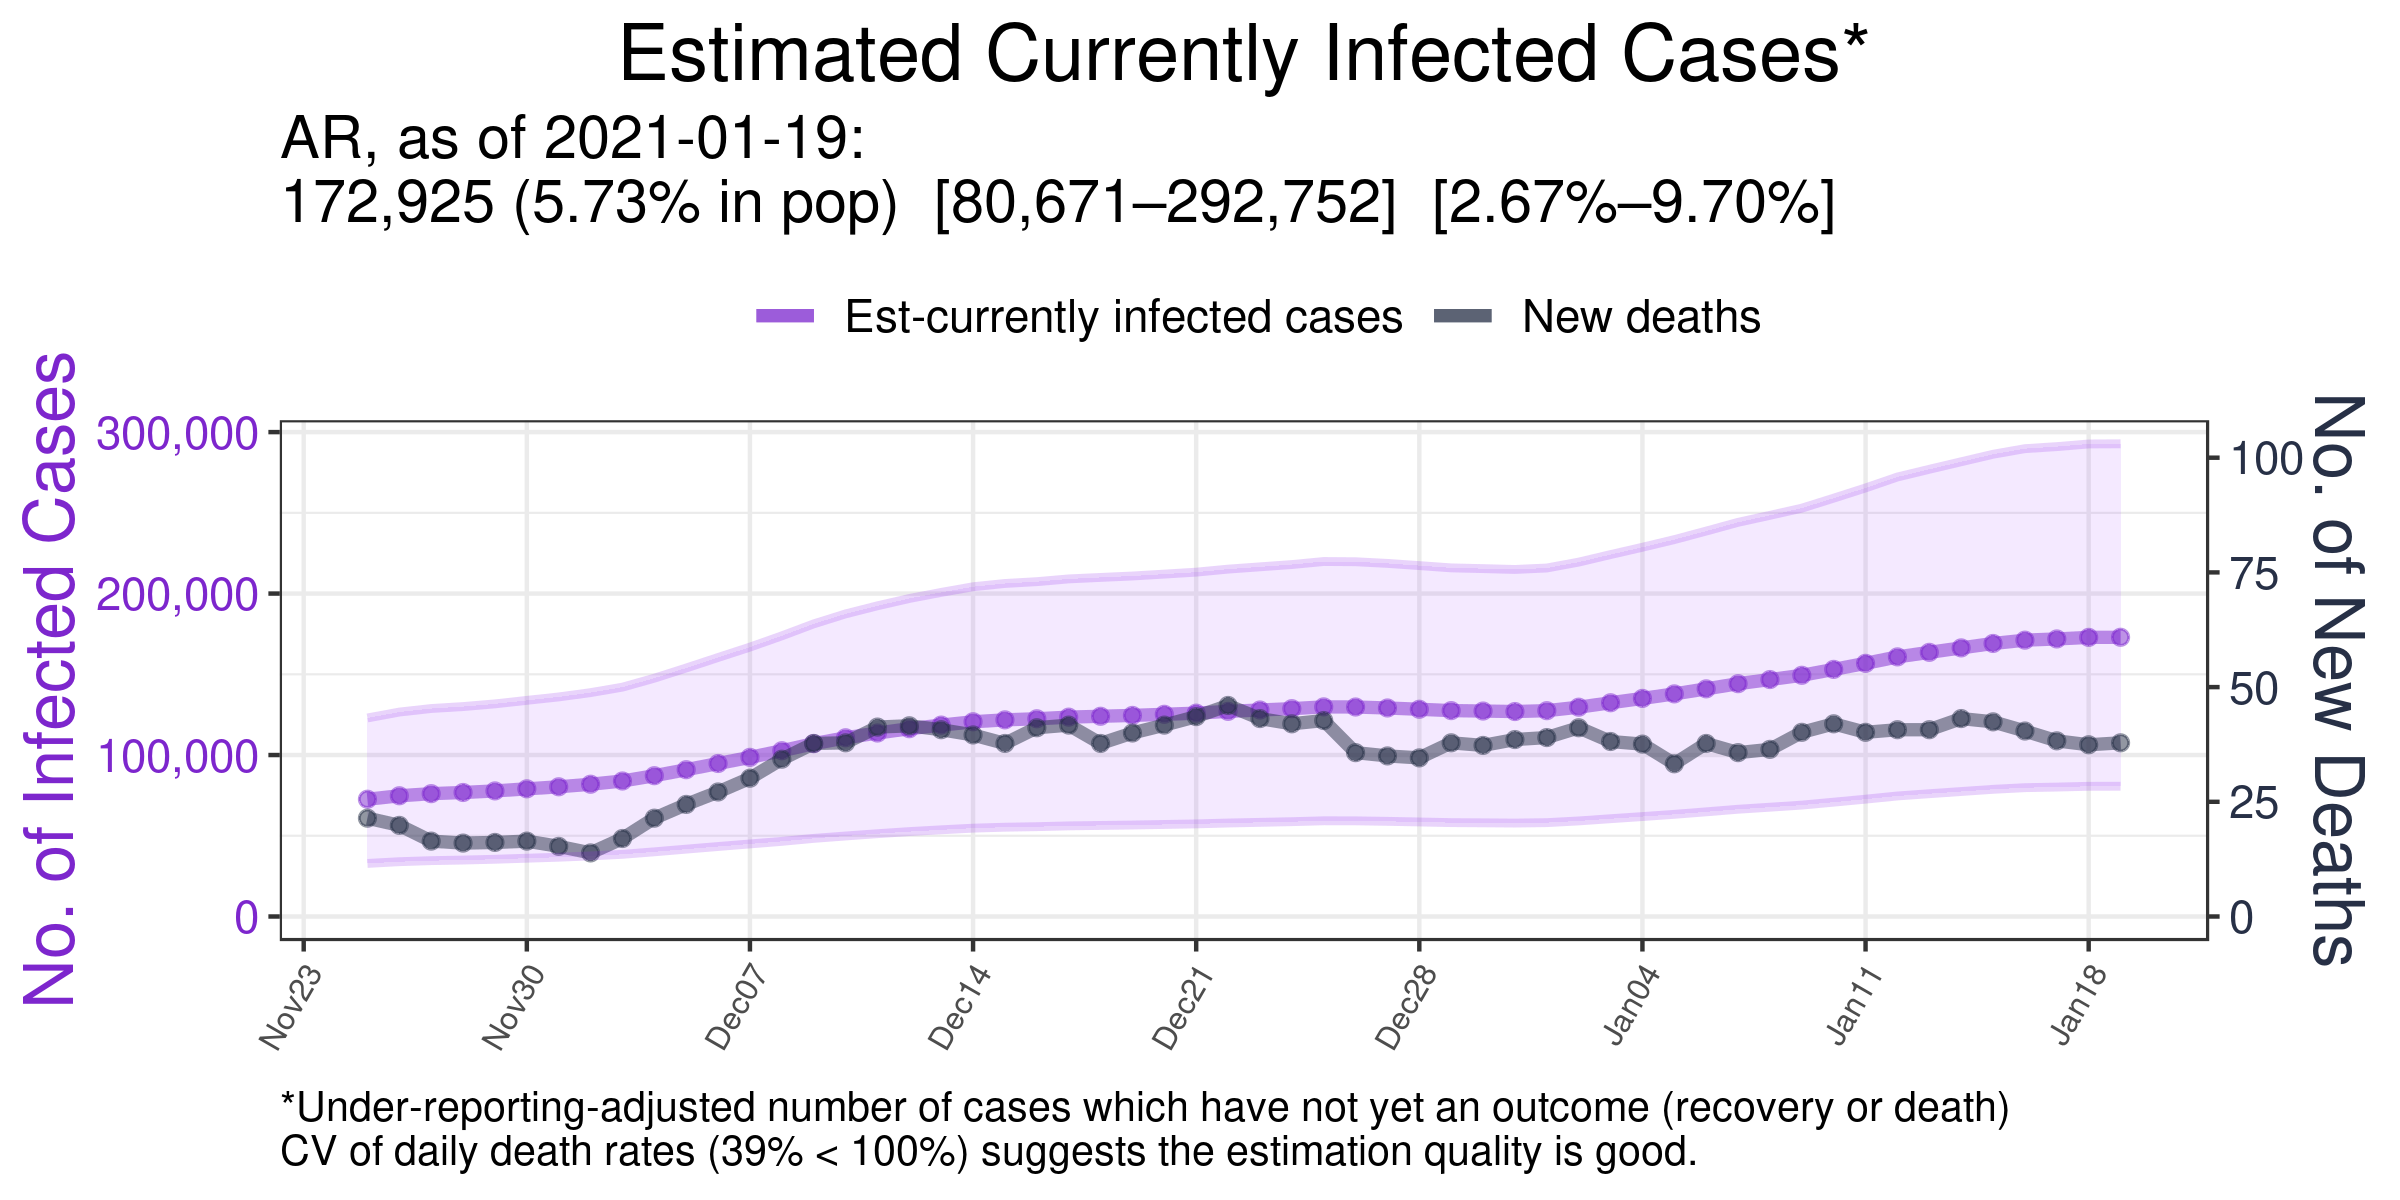 Estimated Currently Infected Cases*
AR, as of 2021-01-19:
172,925 (5.73% in pop)  [80,671–292,752]  [2.67%–9.70%]
Est-currently infected cases
New deaths
No. of Infected Cases
300,000
200,000
100,000
0
100
75
50
25
0
No. of New Deaths
Nov23
Nov30
Dec07
Dec14
Dec21
Dec28
Jan04
Jan11
Jan18
*Under-reporting-adjusted number of cases which have not yet an outcome (recovery or death)
CV of daily death rates (39% < 100%) suggests the estimation quality is good.